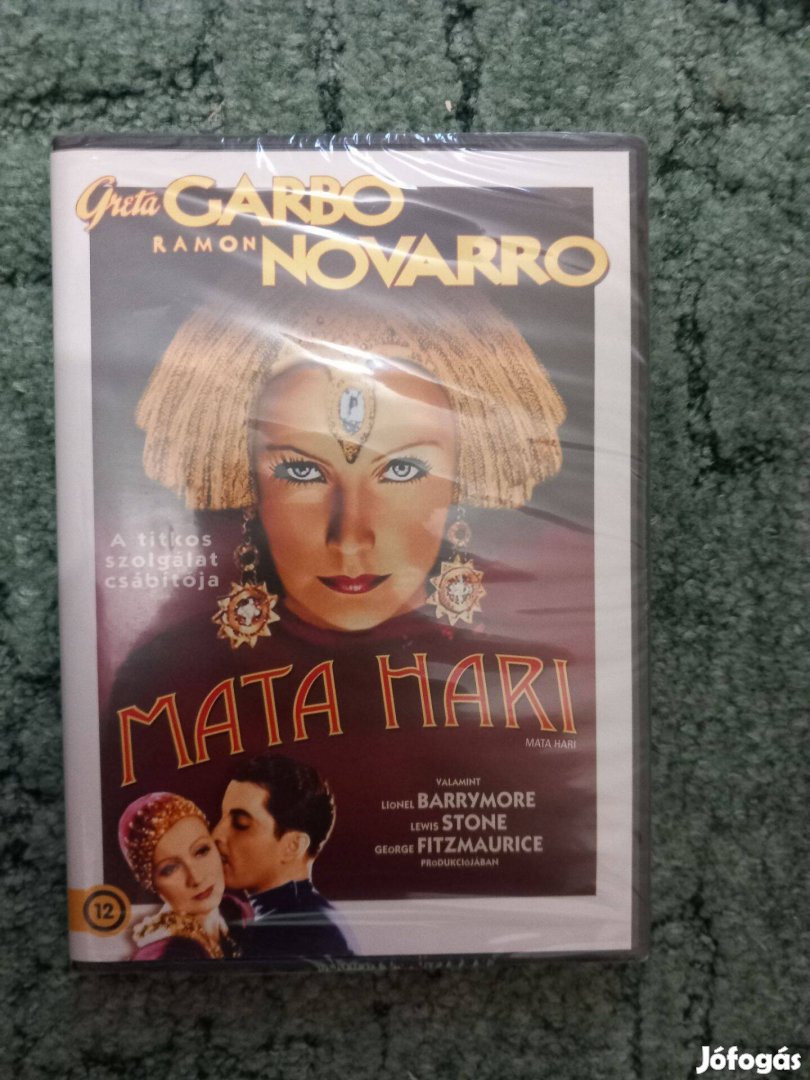 Greta GARBO
RAMON NOVARRO
A titkos
szolgálat
csábítója
MATA HARI
MATA HARI
VALAMINT
LIONEL BARRYMORE
LEWIS STONE
GEORGE FITZMAURICE
PRODUKCIÓJÁBAN
12
Jófogás